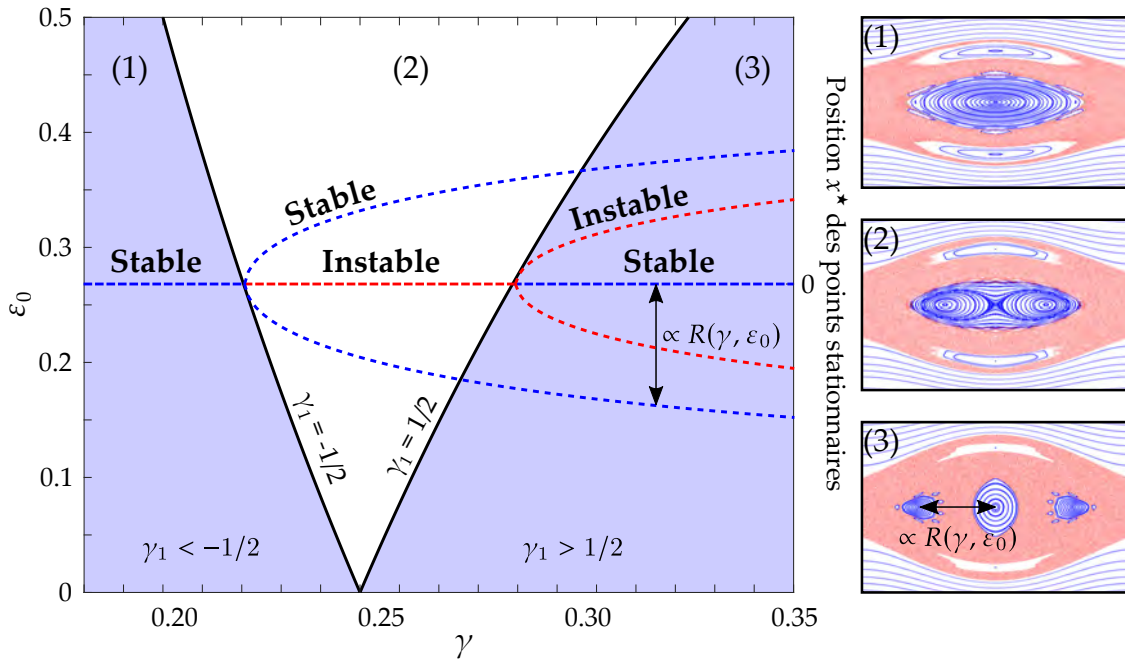 0.5
0.4
0.3
0.2
0.1
0
ε₀
(1)
(2)
(3)
Stable
Instable
Stable
Instable
Stable
∝ R(γ, ε₀)
γ₁ = -1/2
γ₁ = 1/2
γ₁ < −1/2
γ₁ > 1/2
0.20
0.25
0.30
0.35
γ
0
Position x★ des points stationnaires
(1)
(2)
(3)
∝ R(γ, ε₀)